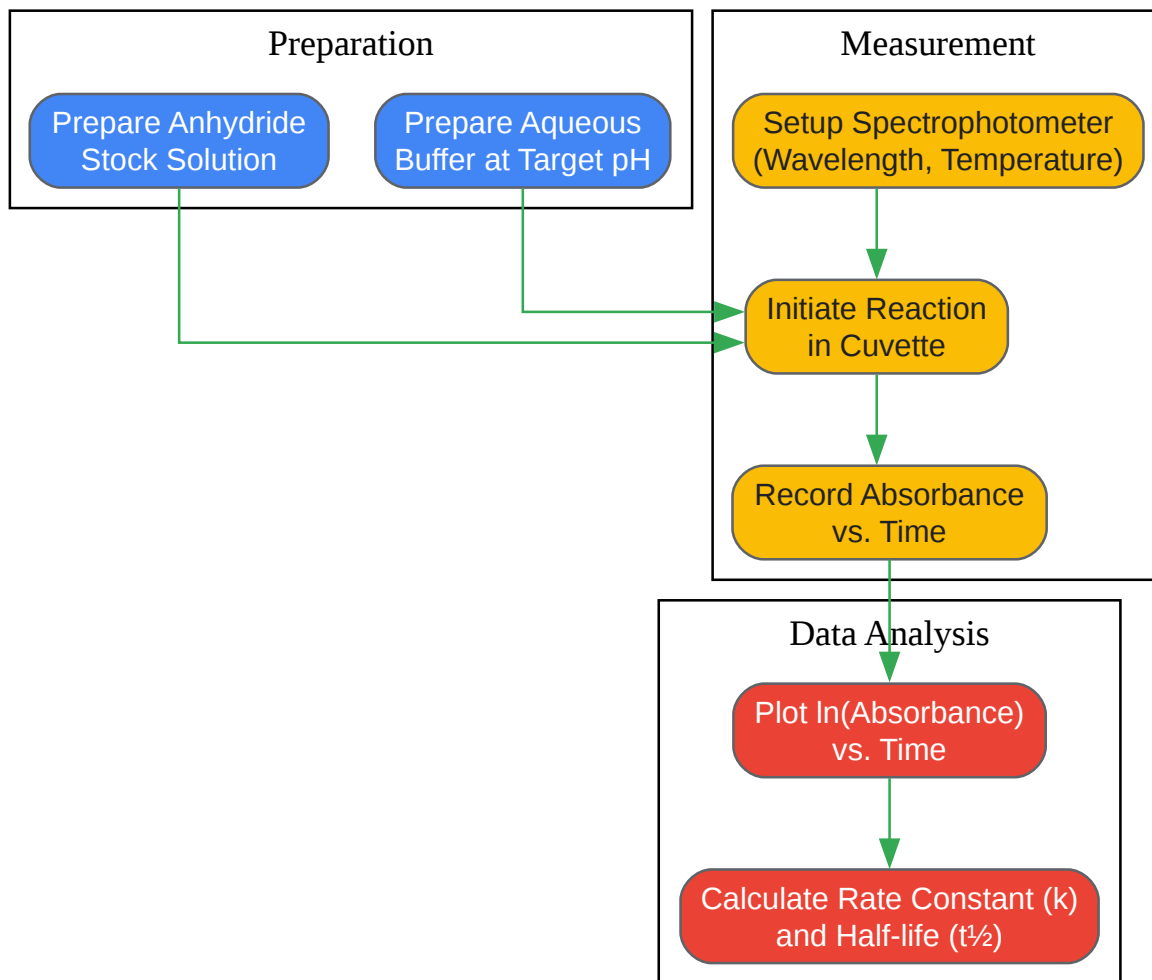 Preparation
Prepare Anhydride
Stock Solution
Prepare Aqueous
Buffer at Target pH
Measurement
Setup Spectrophotometer
(Wavelength, Temperature)
Initiate Reaction
in Cuvette
Record Absorbance
vs. Time
Data Analysis
Plot ln(Absorbance)
vs. Time
Calculate Rate Constant (k)
and Half-life (t½)